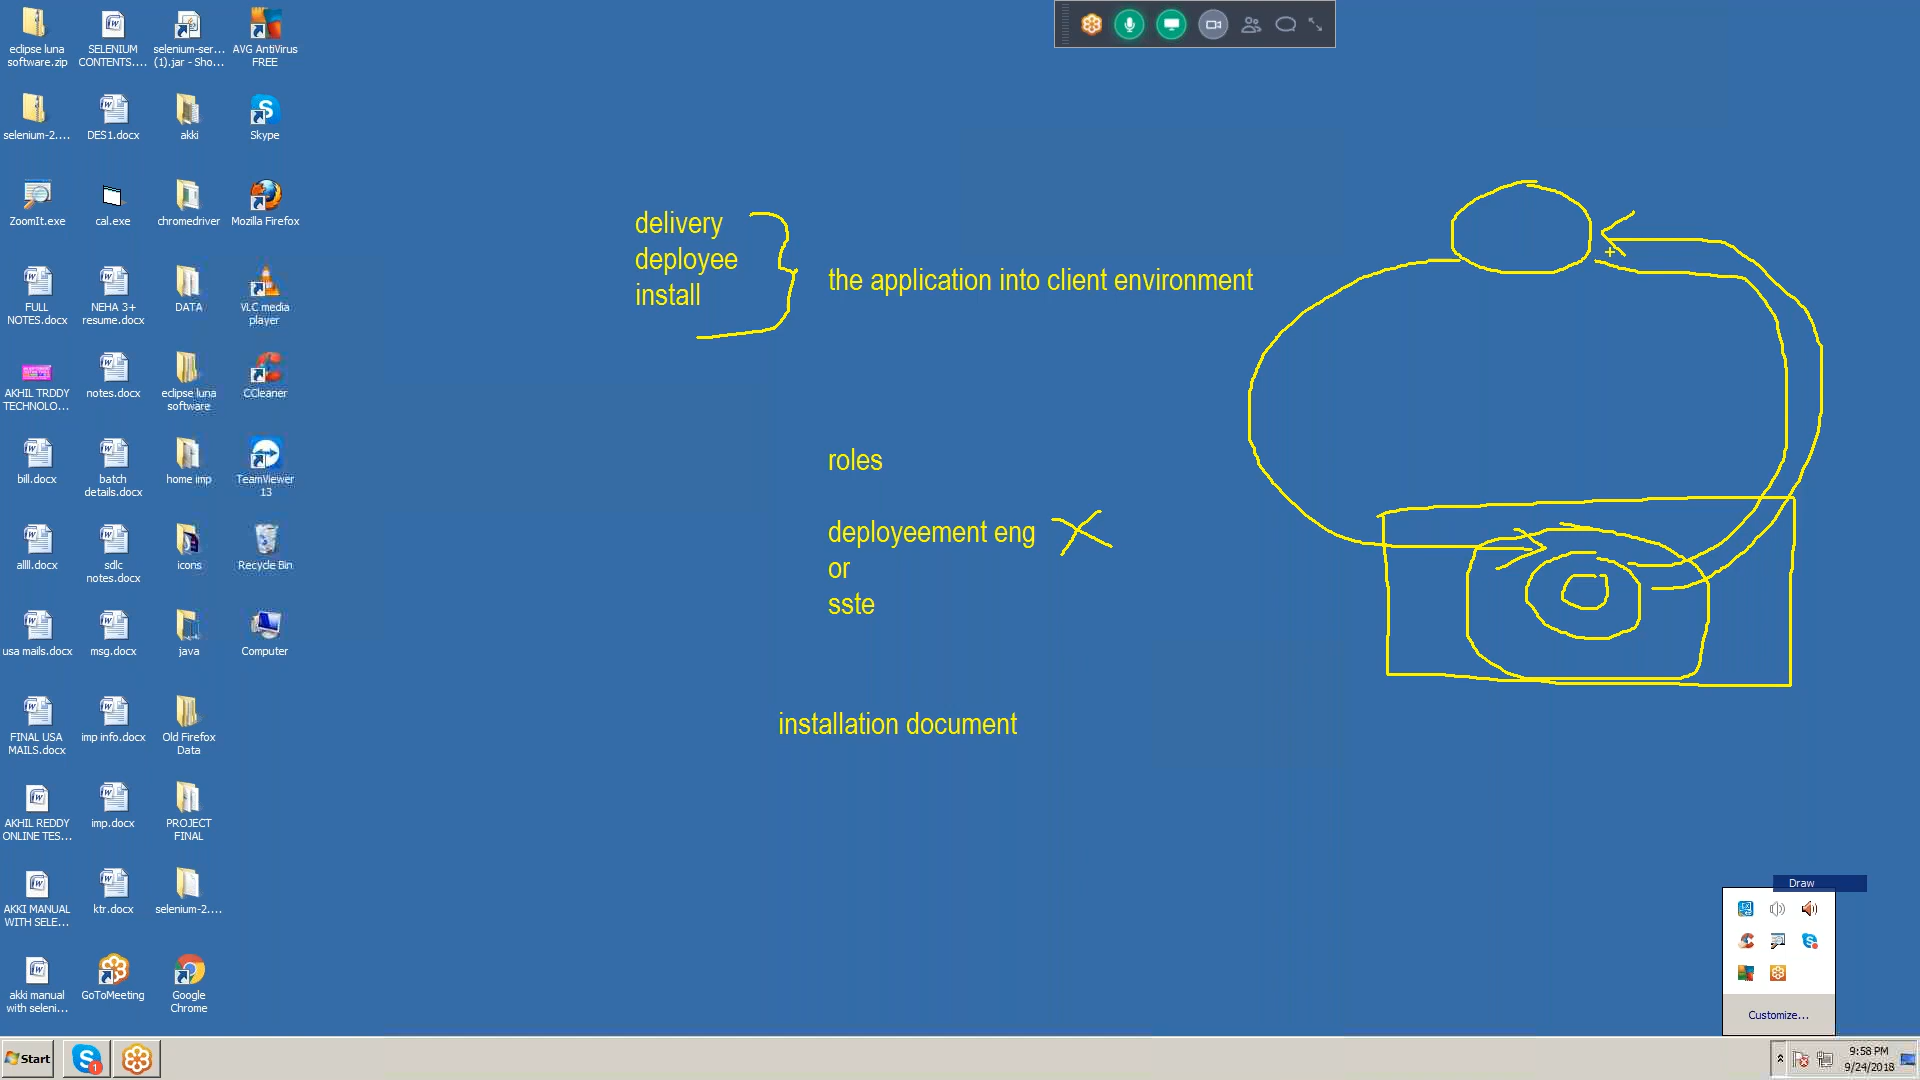 eclipse luna
software.zip
SELENIUM
CONTENTS....
selenium-ser...
(1).jar - Sho...
AVG AntiVirus
FREE
selenium-2....
DES1.docx
akki
Skype
ZoomIt.exe
cal.exe
chromedriver
Mozilla Firefox
FULL
NOTES.docx
NEHA 3+
resume.docx
DATA
VLC media
player
AKHIL TRDDY
TECHNOLO...
notes.docx
eclipse luna
software
CCleaner
bill.docx
batch
details.docx
home imp
TeamViewer
13
allll.docx
sdlc
notes.docx
icons
Recycle Bin
usa mails.docx
msg.docx
java
Computer
FINAL USA
MAILS.docx
imp info.docx
Old Firefox
Data
AKHIL REDDY
ONLINE TES...
imp.docx
PROJECT
FINAL
AKKI MANUAL
WITH SELE...
ktr.docx
selenium-2....
akki manual
with seleni...
GoToMeeting
Google
Chrome
delivery
deployee
install
the application into client environment
roles
deployeement eng
or
sste
installation document
Draw
Customize...
Start
1
9:58 PM
9/24/2018